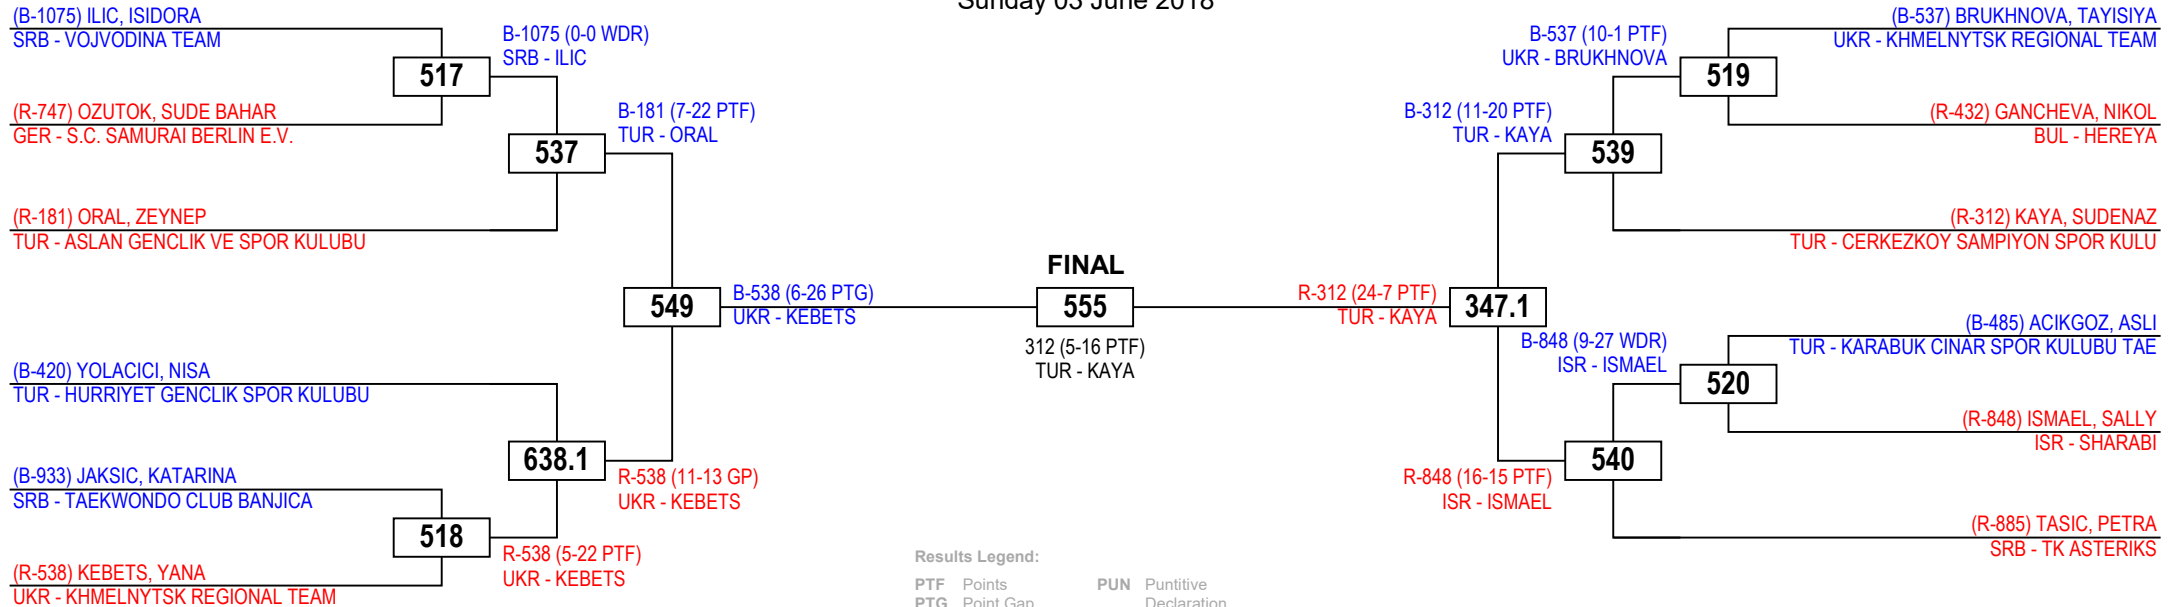 Sunday 03 June 2018
(B-1075) ILIC, ISIDORA
SRB - VOJVODINA TEAM
B-1075 (0-0 WDR)
SRB - ILIC
517
(R-747) OZUTOK, SUDE BAHAR
GER - S.C. SAMURAI BERLIN E.V.
B-181 (7-22 PTF)
TUR - ORAL
537
(R-181) ORAL, ZEYNEP
TUR - ASLAN GENCLIK VE SPOR KULUBU
549
B-538 (6-26 PTG)
UKR - KEBETS
(B-420) YOLACICI, NISA
TUR - HURRIYET GENCLIK SPOR KULUBU
638.1
R-538 (11-13 GP)
UKR - KEBETS
(B-933) JAKSIC, KATARINA
SRB - TAEKWONDO CLUB BANJICA
518
R-538 (5-22 PTF)
UKR - KEBETS
(R-538) KEBETS, YANA
UKR - KHMELNYTSK REGIONAL TEAM
FINAL
555
312 (5-16 PTF)
TUR - KAYA
(B-537) BRUKHNOVA, TAYISIYA
UKR - KHMELNYTSK REGIONAL TEAM
B-537 (10-1 PTF)
UKR - BRUKHNOVA
519
(R-432) GANCHEVA, NIKOL
BUL - HEREYA
B-312 (11-20 PTF)
TUR - KAYA
539
(R-312) KAYA, SUDENAZ
TUR - CERKEZKOY SAMPIYON SPOR KULU
R-312 (24-7 PTF)
TUR - KAYA
347.1
(B-485) ACIKGOZ, ASLI
TUR - KARABUK CINAR SPOR KULUBU TAE
B-848 (9-27 WDR)
ISR - ISMAEL
520
(R-848) ISMAEL, SALLY
ISR - SHARABI
540
R-848 (16-15 PTF)
ISR - ISMAEL
(R-885) TASIC, PETRA
SRB - TK ASTERIKS
Results Legend:
PTF Points PUN Puntitive
PTG Point Gap Declaration